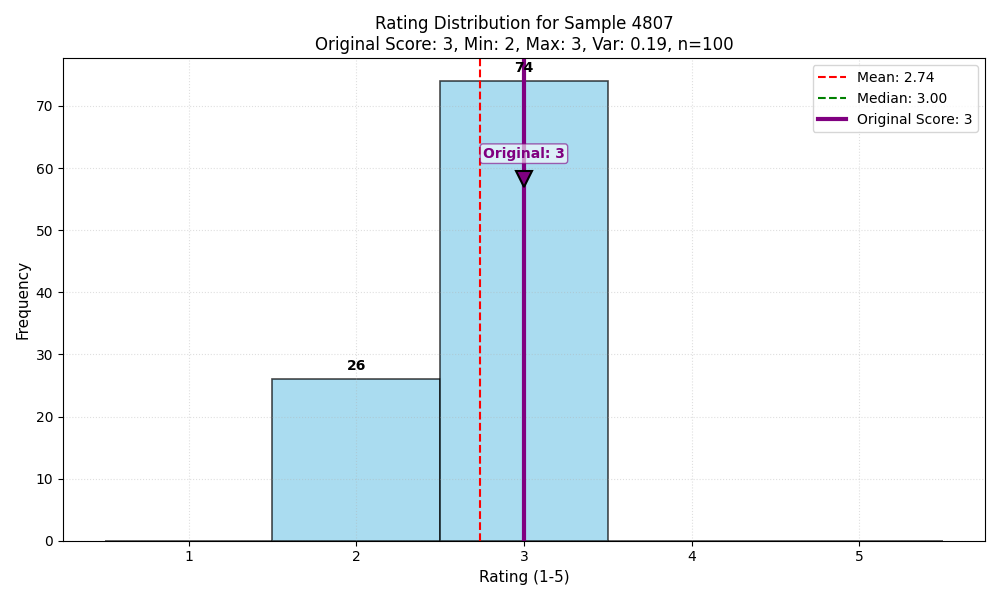 Rating Distribution for Sample 4807
Original Score: 3, Min: 2, Max: 3, Var: 0.19, n=100
Mean: 2.74
Median: 3.00
Original Score: 3
74
Original: 3
26
Frequency
70
60
50
40
30
20
10
0
1 2 3 4 5
Rating (1-5)